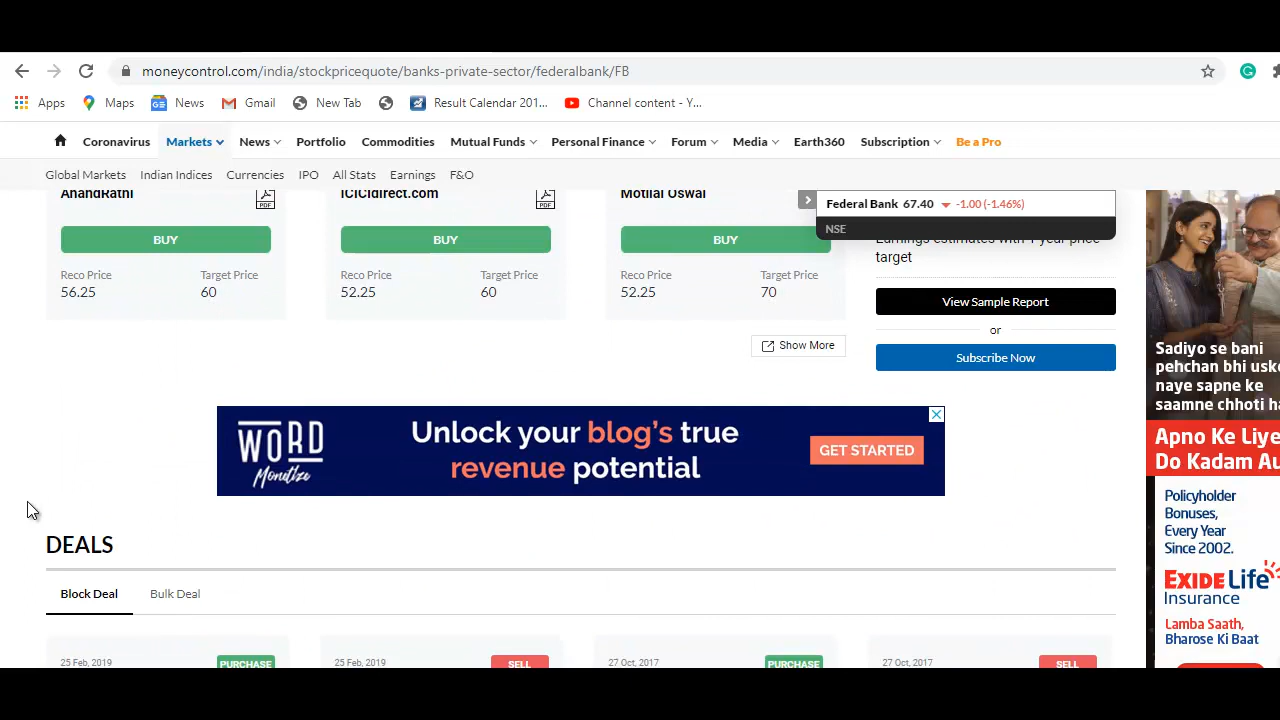 moneycontrol.com/india/stockpricequote/banks-private-sector/federalbank/FB
Apps Maps News Gmail New Tab Result Calendar 201... Channel content - Y...
Coronavirus Markets News Portfolio Commodities Mutual Funds Personal Finance Forum Media Earth360 Subscription Be a Pro
Global Markets Indian Indices Currencies IPO All Stats Earnings F&O
AnandRathi
PDF
BUY
Reco Price Target Price
56.25 60
ICICIdirect.com
PDF
BUY
Reco Price Target Price
52.25 60
Motilal Oswal
BUY
Reco Price Target Price
52.25 70
Federal Bank 67.40 -1.00 (-1.46%)
NSE
Earnings estimates with 1 year price
target
View Sample Report
or
Subscribe Now
Show More
WORD
Monetize
Unlock your blog's true
revenue potential
GET STARTED
DEALS
Block Deal Bulk Deal
25 Feb, 2019 PURCHASE
25 Feb, 2019 SELL
27 Oct, 2017 PURCHASE
27 Oct, 2017 SELL
Sadiyo se bani
pehchan bhi uske
naye sapne ke
saamne chhoti ha
Apno Ke Liye
Do Kadam Au
Policyholder
Bonuses,
Every Year
Since 2002.
EXIDE Life
Insurance
Lamba Saath,
Bharose Ki Baat